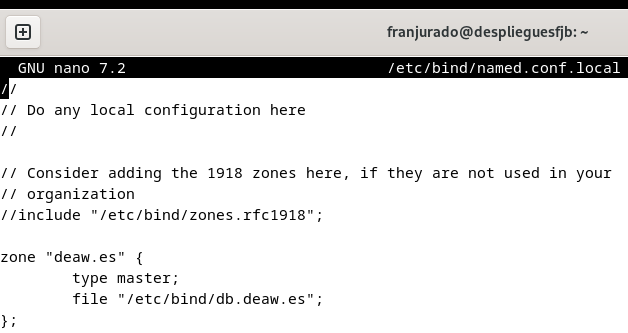 franjurado@desplieguesfjb: ~
GNU nano 7.2 /etc/bind/named.conf.local
//
// Do any local configuration here
//
// Consider adding the 1918 zones here, if they are not used in your
// organization
//include "/etc/bind/zones.rfc1918";
zone "deaw.es" {
type master;
file "/etc/bind/db.deaw.es";
};